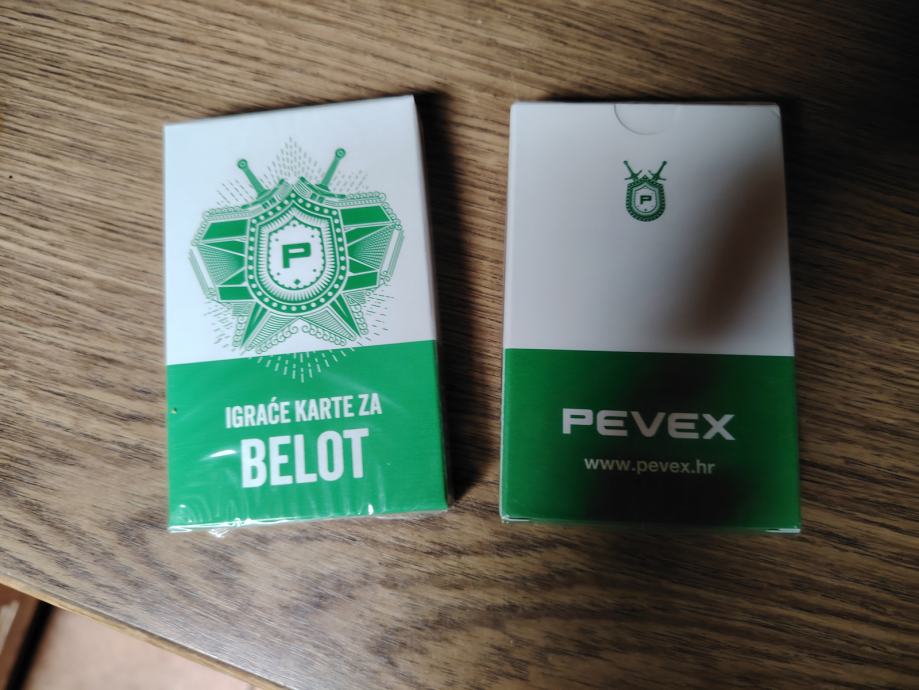 P
IGRAĆE KARTE ZA
BELOT
P
PEVEX
www.pevex.hr